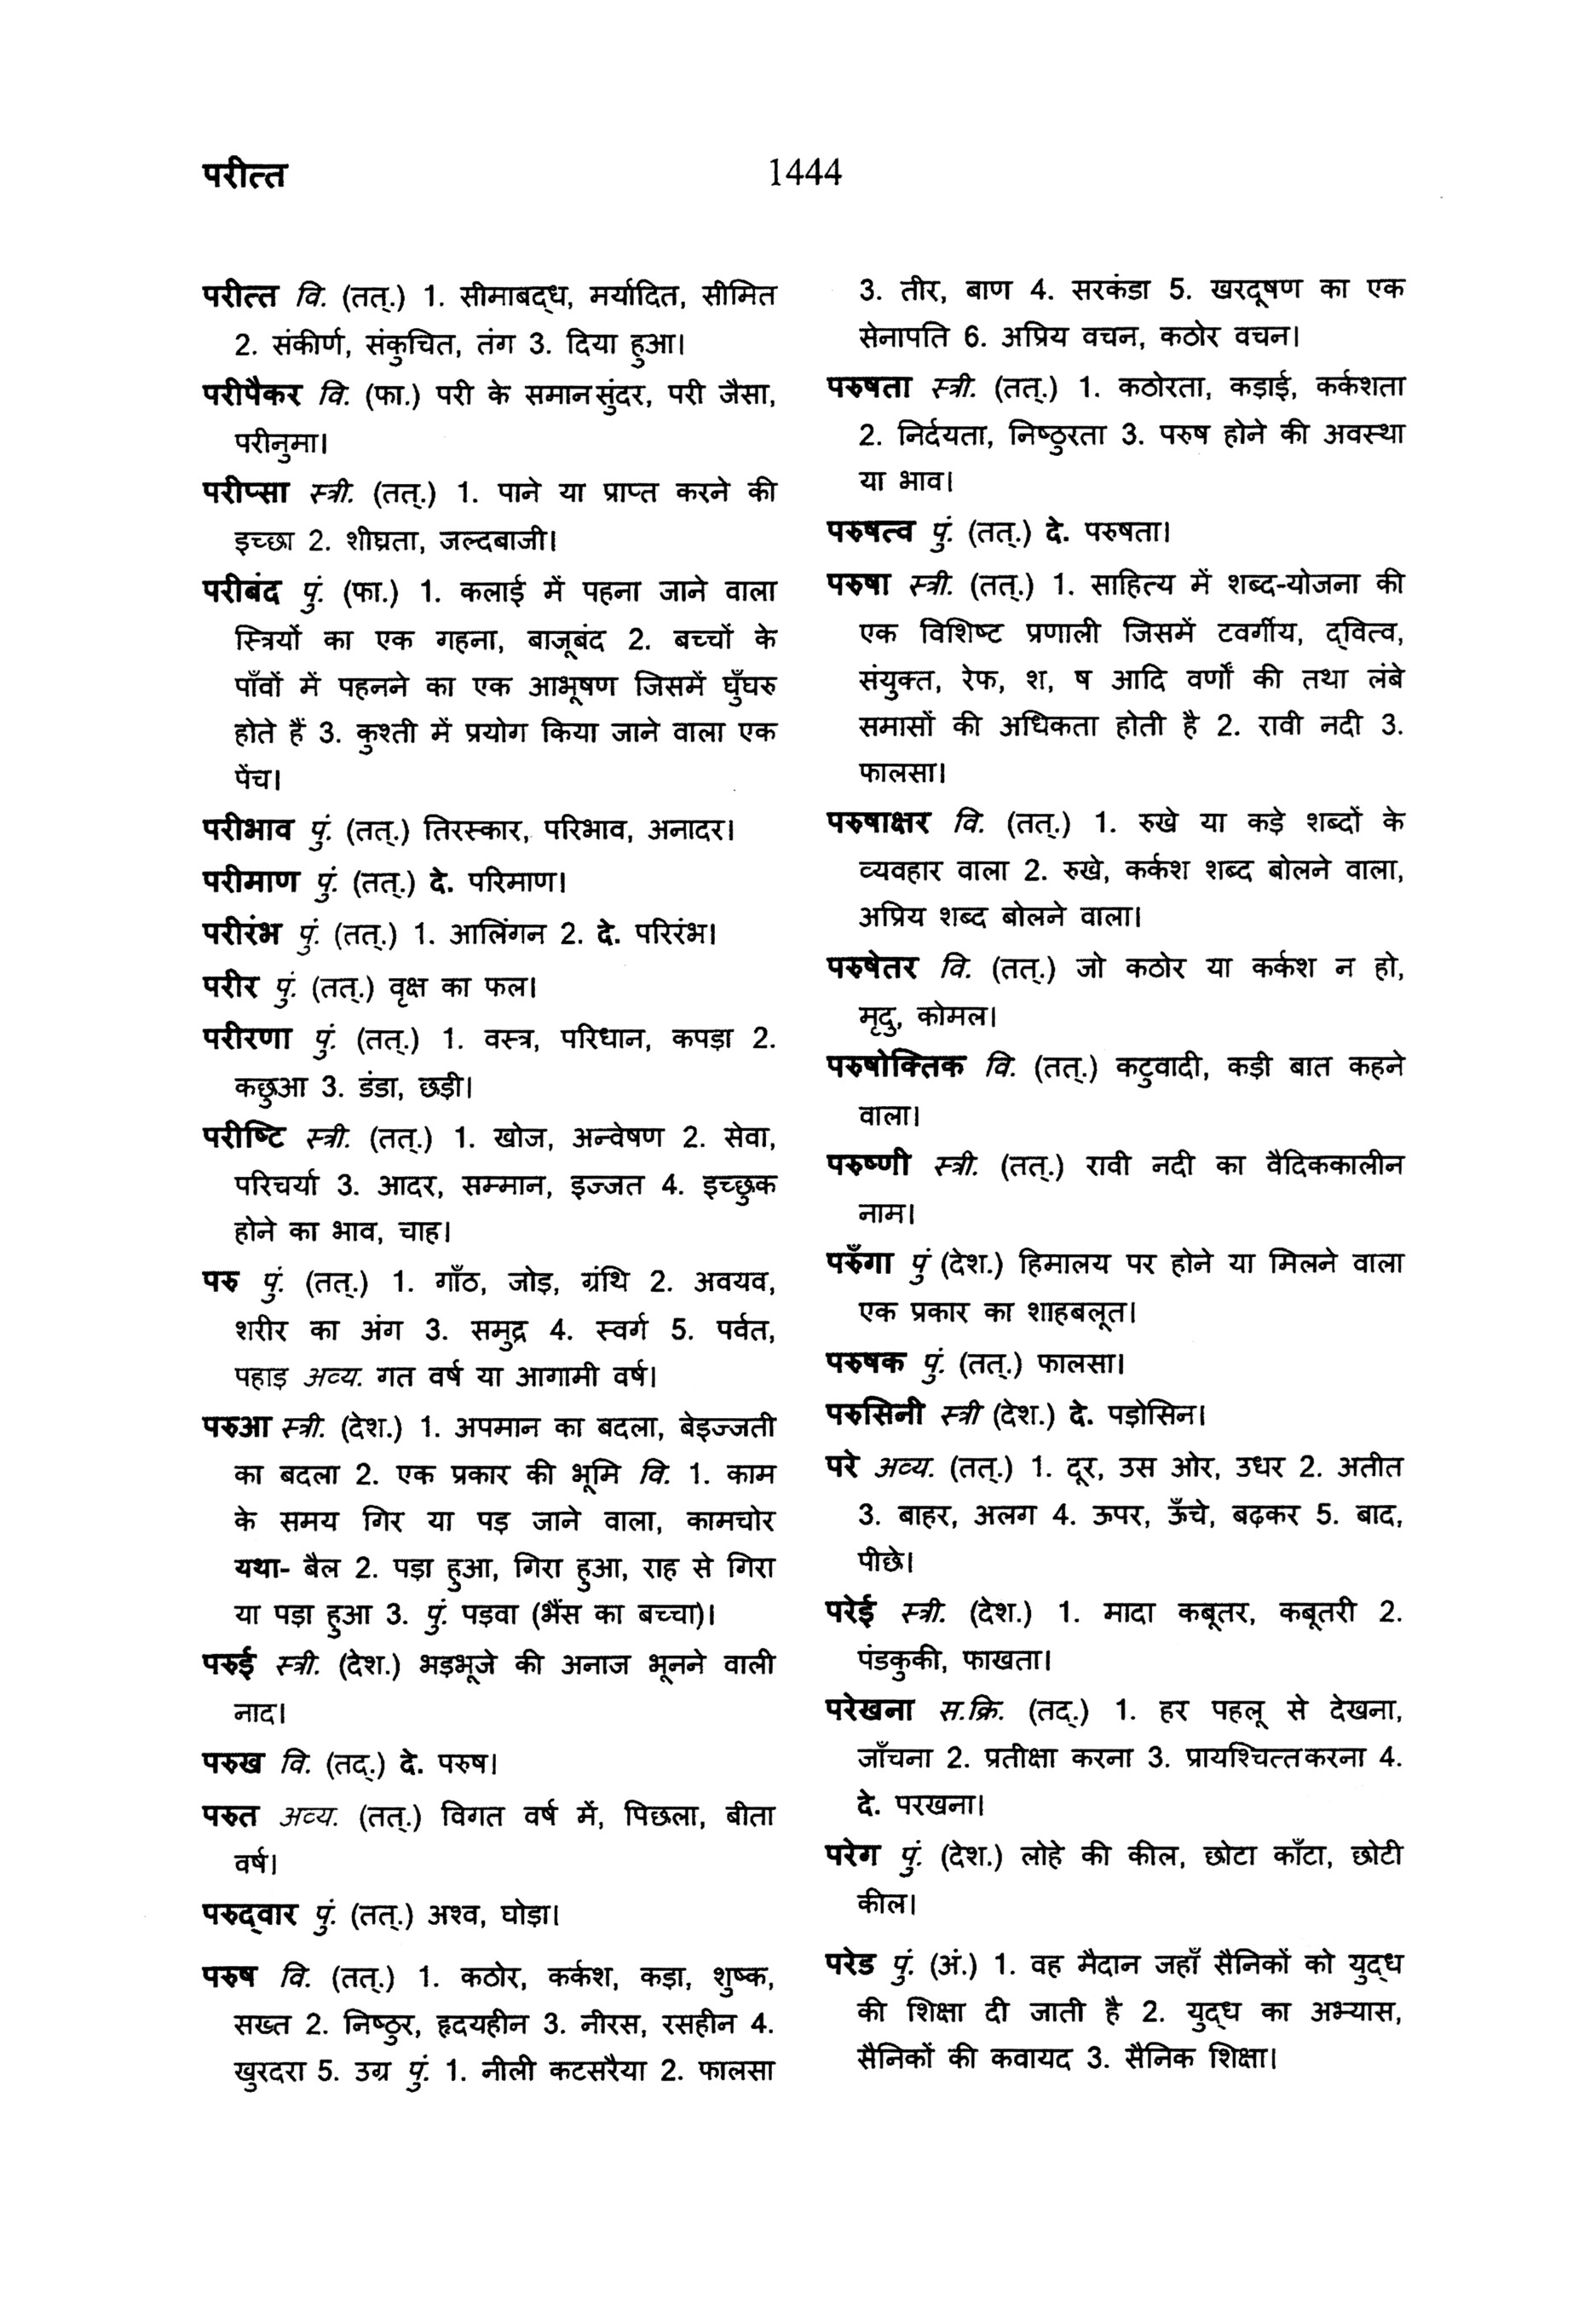 परीत्त
1444
परीत्त वि. (तत्.) 1. सीमाबद्ध, मर्यादित, सीमित
2. संकीर्ण, संकुचित, तंग 3. दिया हुआ।
परीपैकर वि. (फा.) परी के समान सुंदर, परी जैसा,
परीनुमा।
परीप्सा स्त्री. (तत्.) 1. पाने या प्राप्त करने की
इच्छा 2. शीघ्रता, जल्दबाजी।
परीबंद पुं. (फा.) 1. कलाई में पहना जाने वाला
स्त्रियों का एक गहना, बाजूबंद 2. बच्चों के
पाँवों में पहनने का एक आभूषण जिसमें घुँघरु
होते हैं 3. कुश्ती में प्रयोग किया जाने वाला एक
पेंच।
परीभाव पुं. (तत्.) तिरस्कार, परिभाव, अनादर।
परीमाण पुं. (तत्.) दे. परिमाण।
परीरंभ पुं. (तत्.) 1. आलिंगन 2. दे. परिरंभ।
परीर पुं. (तत्.) वृक्ष का फल।
परीरणा पुं. (तत्.) 1. वस्त्र, परिधान, कपड़ा 2.
कछुआ 3. डंडा, छड़ी।
परीष्टि स्त्री. (तत्.) 1. खोज, अन्वेषण 2. सेवा,
परिचर्या 3. आदर, सम्मान, इज्जत 4. इच्छुक
होने का भाव, चाह।
परु पुं. (तत्.) 1. गाँठ, जोड़, ग्रंथि 2. अवयव,
शरीर का अंग 3. समुद्र 4. स्वर्ग 5. पर्वत,
पहाड़ अव्य. गत वर्ष या आगामी वर्ष।
परुआ स्त्री. (देश.) 1. अपमान का बदला, बेइज्जती
का बदला 2. एक प्रकार की भूमि वि. 1. काम
के समय गिर या पड़ जाने वाला, कामचोर
यथा- बैल 2. पड़ा हुआ, गिरा हुआ, राह से गिरा
या पड़ा हुआ 3. पुं. पड़वा (भैंस का बच्चा)।
परुई स्त्री. (देश.) भड़भूजे की अनाज भूनने वाली
नाद।
परुख वि. (तद्.) दे. परुष।
परुत अव्य. (तत्.) विगत वर्ष में, पिछला, बीता
वर्ष।
परुद्वार पुं. (तत्.) अश्व, घोड़ा।
परुष वि. (तत्.) 1. कठोर, कर्कश, कड़ा, शुष्क,
सख्त 2. निष्ठुर, हृदयहीन 3. नीरस, रसहीन 4.
खुरदरा 5. उग्र पुं. 1. नीली कटसरैया 2. फालसा
3. तीर, बाण 4. सरकंडा 5. खरदूषण का एक
सेनापति 6. अप्रिय वचन, कठोर वचन।
परुषता स्त्री. (तत्.) 1. कठोरता, कड़ाई, कर्कशता
2. निर्दयता, निष्ठुरता 3. परुष होने की अवस्था
या भाव।
परुषत्व पुं. (तत्.) दे. परुषता।
परुषा स्त्री. (तत्.) 1. साहित्य में शब्द-योजना की
एक विशिष्ट प्रणाली जिसमें टवर्गीय, द्वित्व,
संयुक्त, रेफ, श, ष आदि वर्णों की तथा लंबे
समासों की अधिकता होती है 2. रावी नदी 3.
फालसा।
परुषाक्षर वि. (तत्.) 1. रुखे या कड़े शब्दों के
व्यवहार वाला 2. रुखे, कर्कश शब्द बोलने वाला,
अप्रिय शब्द बोलने वाला।
परुषेतर वि. (तत्.) जो कठोर या कर्कश न हो,
मृदु, कोमल।
परुषोक्तिक वि. (तत्.) कटुवादी, कड़ी बात कहने
वाला।
परुष्णी स्त्री. (तत्.) रावी नदी का वैदिककालीन
नाम।
परुँगा पुं (देश.) हिमालय पर होने या मिलने वाला
एक प्रकार का शाहबलूत।
परुषक पुं. (तत्.) फालसा।
परुसिनी स्त्री (देश.) दे. पड़ोसिन।
परे अव्य. (तत्.) 1. दूर, उस ओर, उधर 2. अतीत
3. बाहर, अलग 4. ऊपर, ऊँचे, बढ़कर 5. बाद,
पीछे।
परेई स्त्री. (देश.) 1. मादा कबूतर, कबूतरी 2.
पंडकुकी, फाखता।
परेखना स.क्रि. (तद्.) 1. हर पहलू से देखना,
जाँचना 2. प्रतीक्षा करना 3. प्रायश्चित्त करना 4.
दे. परखना।
परेग पुं. (देश.) लोहे की कील, छोटा काँटा, छोटी
कील।
परेड पुं. (अं.) 1. वह मैदान जहाँ सैनिकों को युद्ध
की शिक्षा दी जाती है 2. युद्ध का अभ्यास,
सैनिकों की कवायद 3. सैनिक शिक्षा।